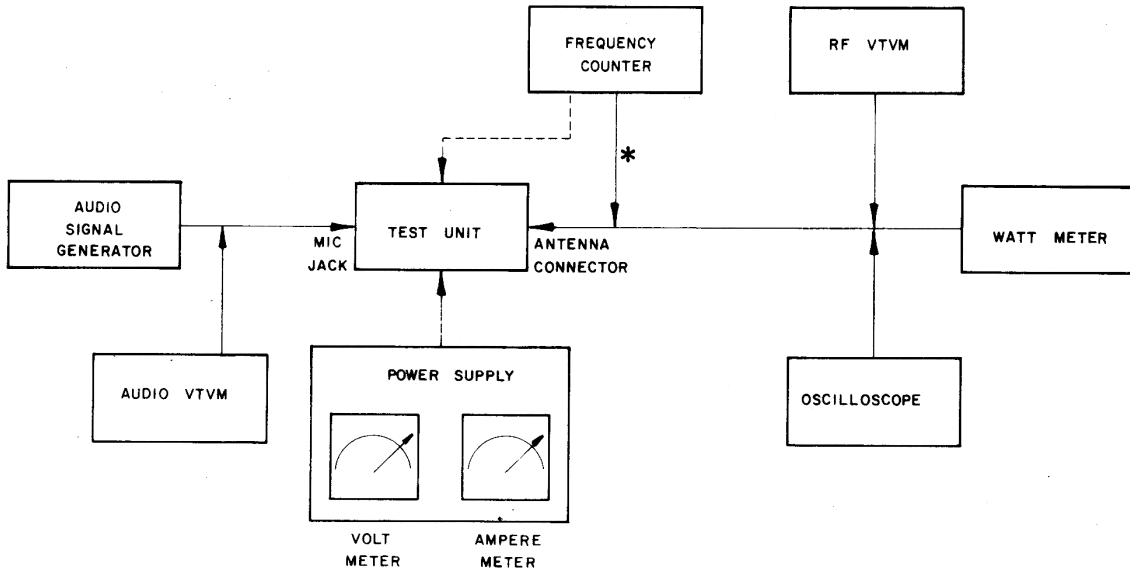 FREQUENCY
COUNTER
RF VTVM
*
AUDIO
SIGNAL
GENERATOR
MIC
JACK
TEST UNIT
ANTENNA
CONNECTOR
WATT METER
AUDIO VTVM
POWER SUPPLY
OSCILLOSCOPE
VOLT
METER
AMPERE
METER